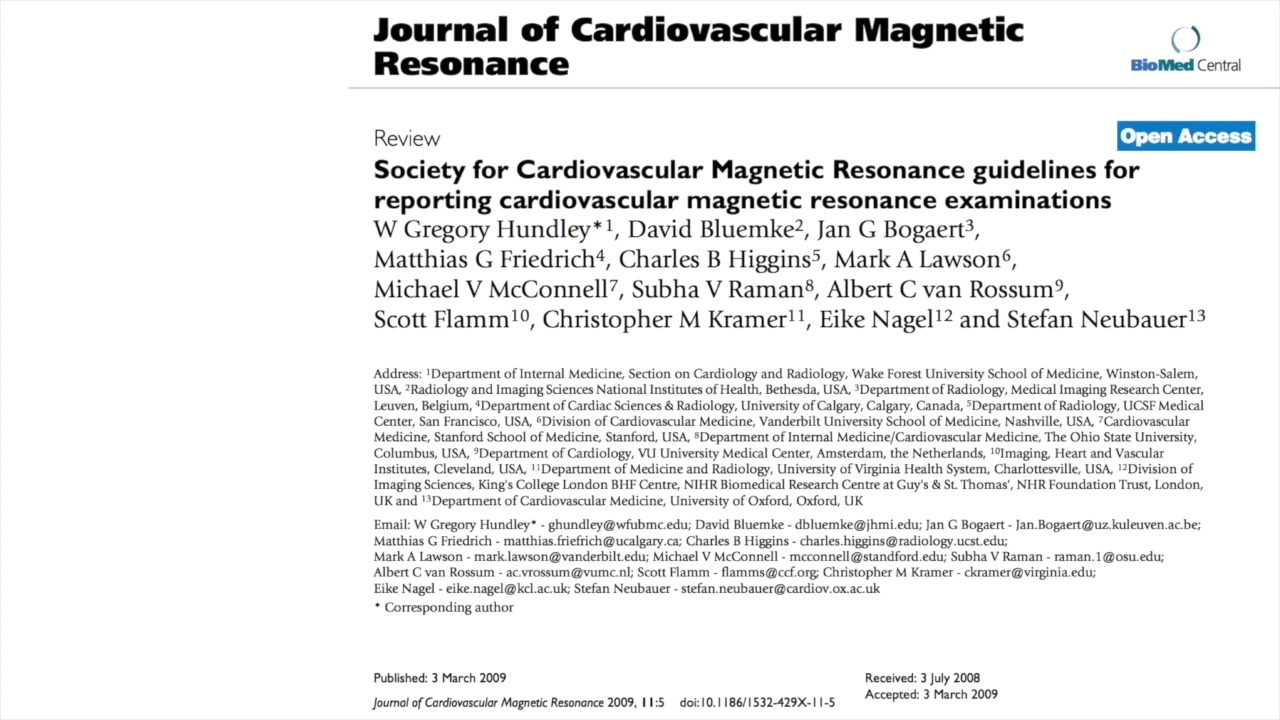 Journal of Cardiovascular Magnetic
Resonance
BioMed Central
Review
Open Access
Society for Cardiovascular Magnetic Resonance guidelines for
reporting cardiovascular magnetic resonance examinations
W Gregory Hundley*1, David Bluemke2, Jan G Bogaert3,
Matthias G Friedrich4, Charles B Higgins5, Mark A Lawson6,
Michael V McConnell7, Subha V Raman8, Albert C van Rossum9,
Scott Flamm10, Christopher M Kramer11, Eike Nagel12 and Stefan Neubauer13
Address: 1Department of Internal Medicine, Section on Cardiology and Radiology, Wake Forest University School of Medicine, Winston-Salem,
USA, 2Radiology and Imaging Sciences National Institutes of Health, Bethesda, USA, 3Department of Radiology, Medical Imaging Research Center,
Leuven, Belgium, 4Department of Cardiac Sciences & Radiology, University of Calgary, Calgary, Canada, 5Department of Radiology, UCSF Medical
Center, San Francisco, USA, 6Division of Cardiovascular Medicine, Vanderbilt University School of Medicine, Nashville, USA, 7Cardiovascular
Medicine, Stanford School of Medicine, Stanford, USA, 8Department of Internal Medicine/Cardiovascular Medicine, The Ohio State University,
Columbus, USA, 9Department of Cardiology, VU University Medical Center, Amsterdam, the Netherlands, 10Imaging, Heart and Vascular
Institutes, Cleveland, USA, 11Department of Medicine and Radiology, University of Virginia Health System, Charlottesville, USA, 12Division of
Imaging Sciences, King's College London BHF Centre, NIHR Biomedical Research Centre at Guy's & St. Thomas', NHR Foundation Trust, London,
UK and 13Department of Cardiovascular Medicine, University of Oxford, Oxford, UK
Email: W Gregory Hundley* - ghundley@wfubmc.edu; David Bluemke - dbluemke@jhmi.edu; Jan G Bogaert - Jan.Bogaert@uz.kuleuven.ac.be;
Matthias G Friedrich - matthias.friefrich@ucalgary.ca; Charles B Higgins - charles.higgins@radiology.ucst.edu;
Mark A Lawson - mark.lawson@vanderbilt.edu; Michael V McConnell - mcconnell@standford.edu; Subha V Raman - raman.1@osu.edu;
Albert C van Rossum - ac.vrossum@vumc.nl; Scott Flamm - flamms@ccf.org; Christopher M Kramer - ckramer@virginia.edu;
Eike Nagel - eike.nagel@kcl.ac.uk; Stefan Neubauer - stefan.neubauer@cardiov.ox.ac.uk
* Corresponding author
Published: 3 March 2009
Journal of Cardiovascular Magnetic Resonance 2009, 11:5 doi:10.1186/1532-429X-11-5
Received: 3 July 2008
Accepted: 3 March 2009